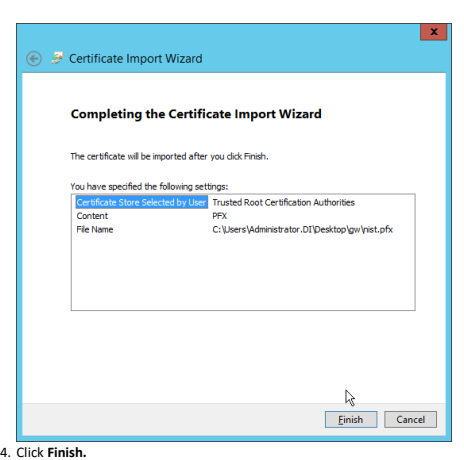 x
Certificate Import Wizard
Completing the Certificate Import Wizard
The certificate will be imported after you click Finish.
You have specified the following settings:
Certificate Store Selected by User Trusted Root Certification Authorities
Content PFX
File Name C:\Users\Administrator.DI\Desktop\gw\nist.pfx
Finish Cancel
4. Click Finish.